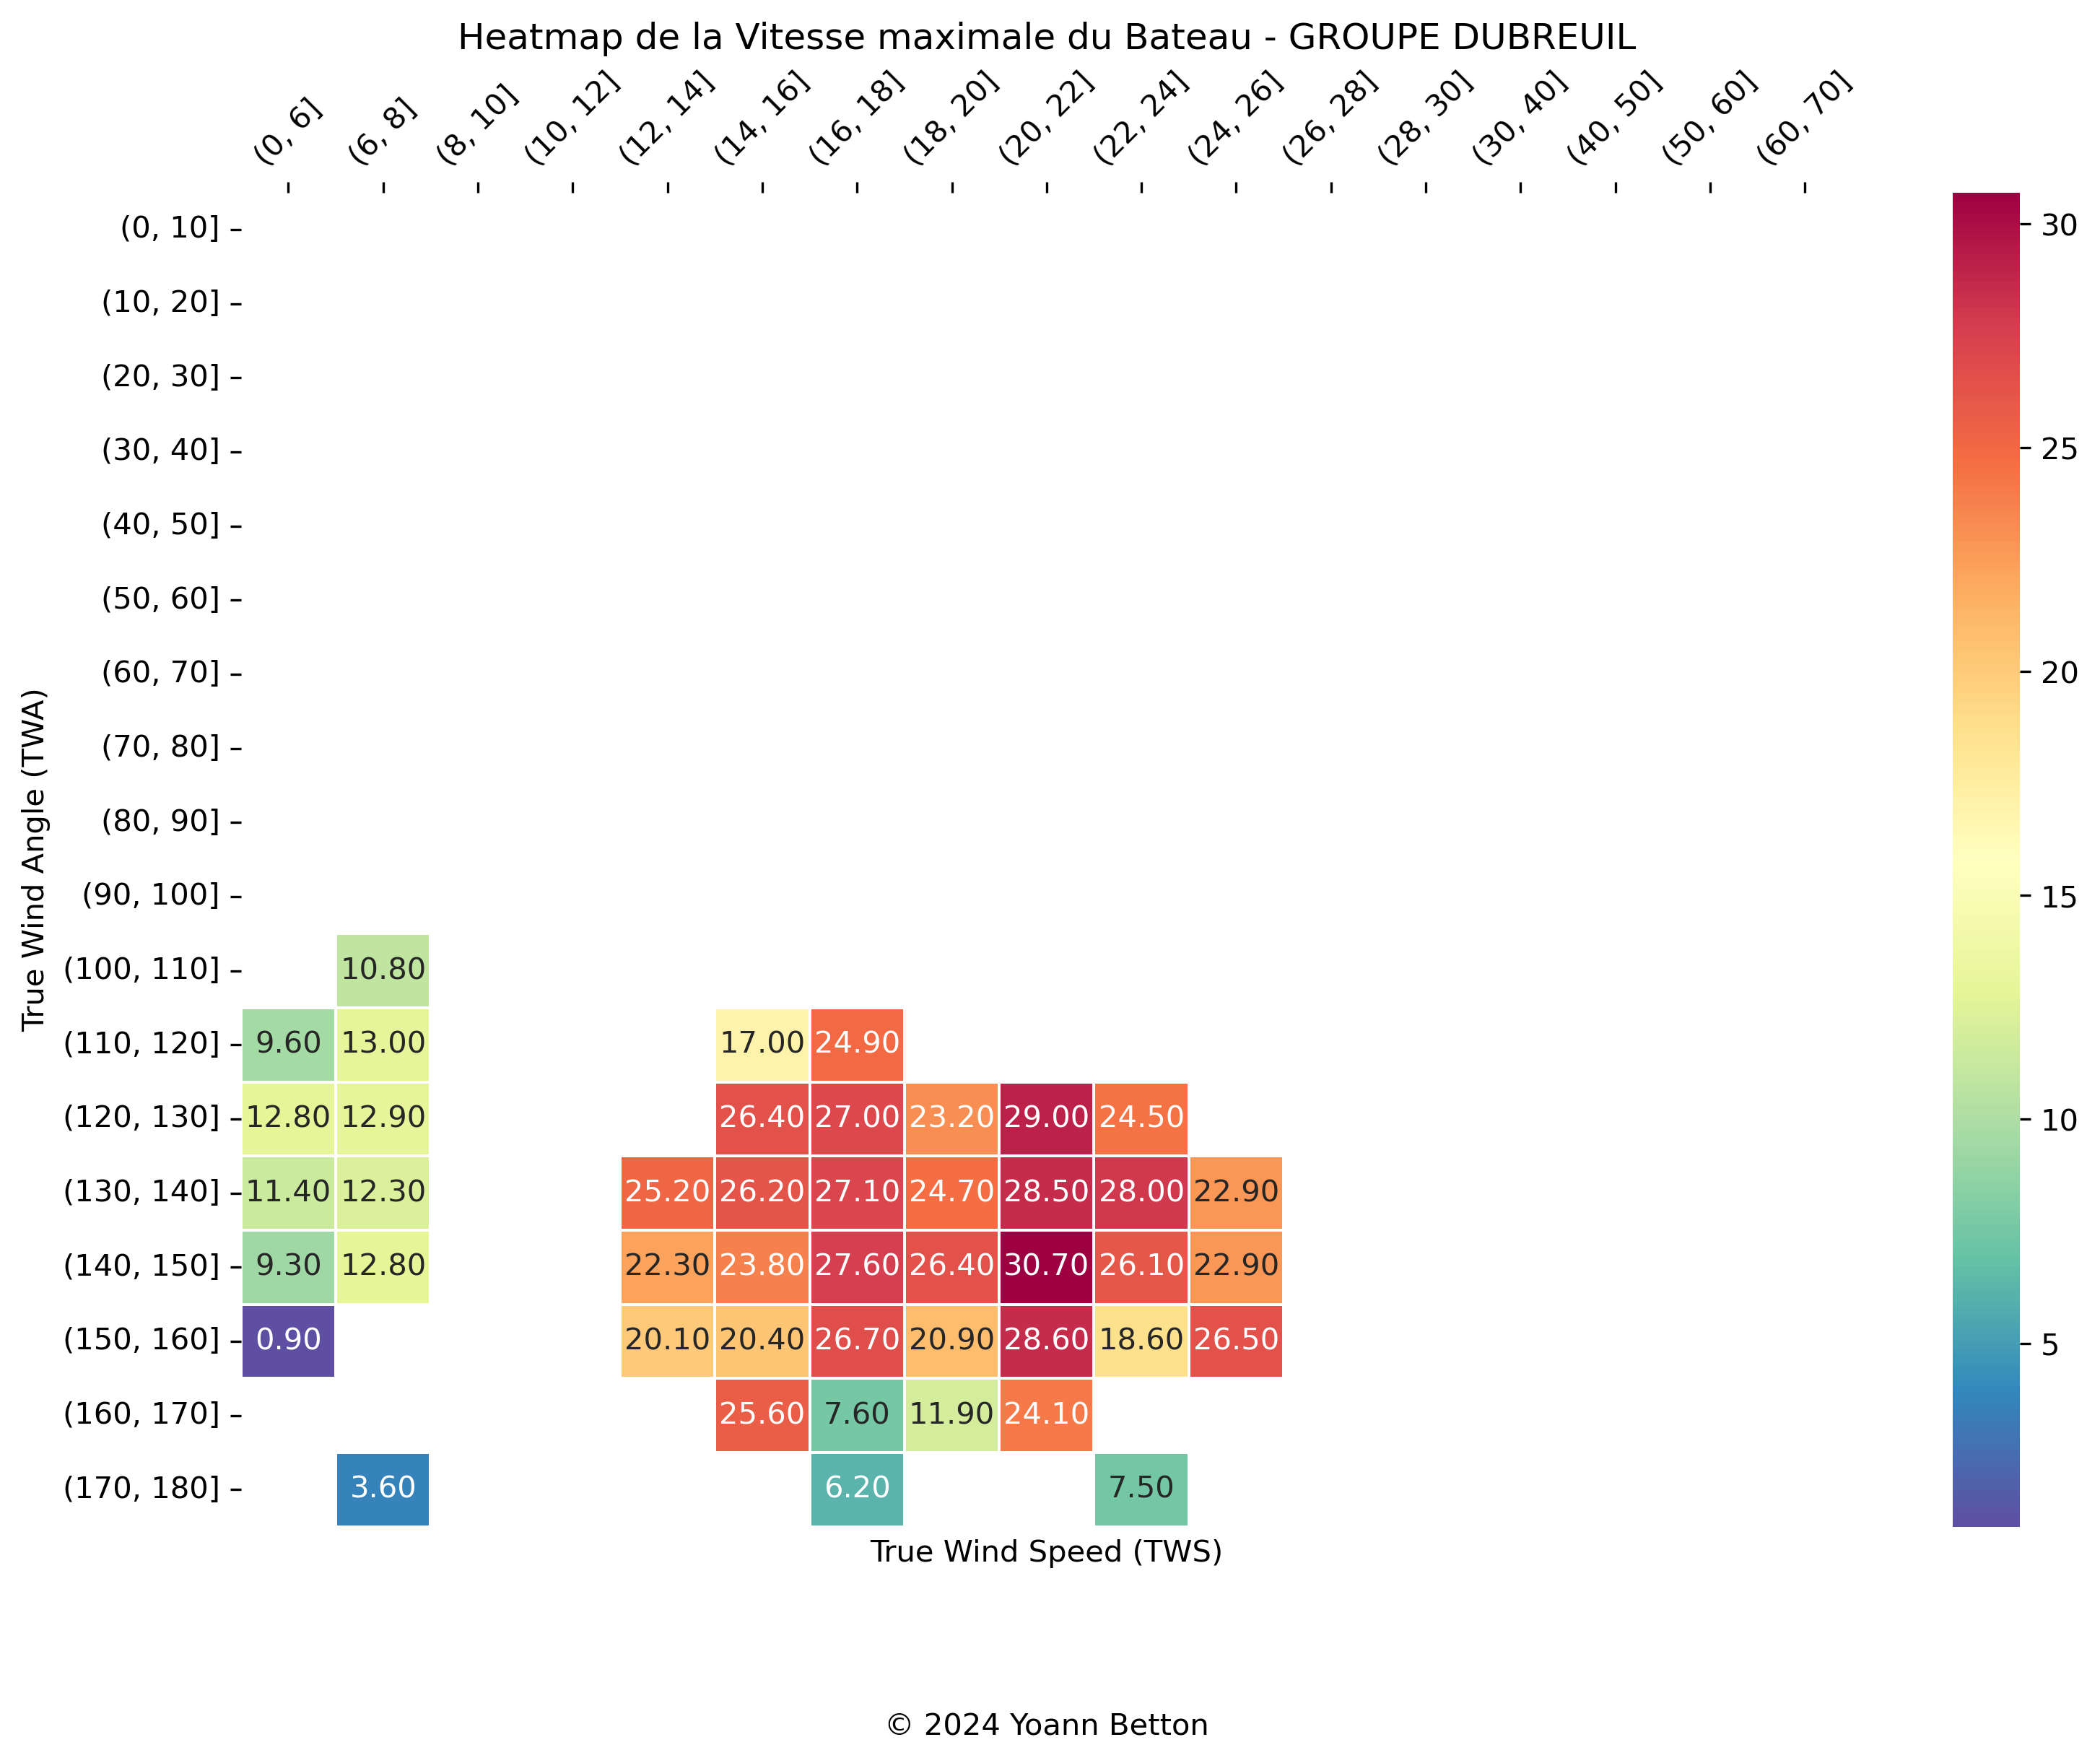 Heatmap de la Vitesse maximale du Bateau - GROUPE DUBREUIL
(0, 6] (6, 8] (8, 10] (10, 12] (12, 14] (14, 16] (16, 18] (18, 20] (20, 22] (22, 24] (24, 26] (26, 28] (28, 30] (30, 40] (40, 50] (50, 60] (60, 70]
True Wind Angle (TWA)
(0, 10]
(10, 20]
(20, 30]
(30, 40]
(40, 50]
(50, 60]
(60, 70]
(70, 80]
(80, 90]
(90, 100]
(100, 110] 10.80
(110, 120] 9.60 13.00 17.00 24.90
(120, 130] 12.80 12.90 26.40 27.00 23.20 29.00 24.50
(130, 140] 11.40 12.30 25.20 26.20 27.10 24.70 28.50 28.00 22.90
(140, 150] 9.30 12.80 22.30 23.80 27.60 26.40 30.70 26.10 22.90
(150, 160] 0.90 20.10 20.40 26.70 20.90 28.60 18.60 26.50
(160, 170] 25.60 7.60 11.90 24.10
(170, 180] 3.60 6.20 7.50
True Wind Speed (TWS)
30
25
20
15
10
5
© 2024 Yoann Betton